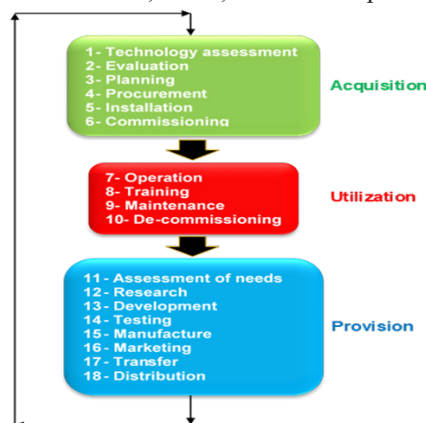 1- Technology assessment
2- Evaluation
3- Planning
4- Procurement
5- Installation
6- Commissioning
Acquisition
7- Operation
8- Training
9- Maintenance
10- De-commissioning
Utilization
11- Assessment of needs
12- Research
13- Development
14- Testing
15- Manufacture
16- Marketing
17- Transfer
18- Distribution
Provision